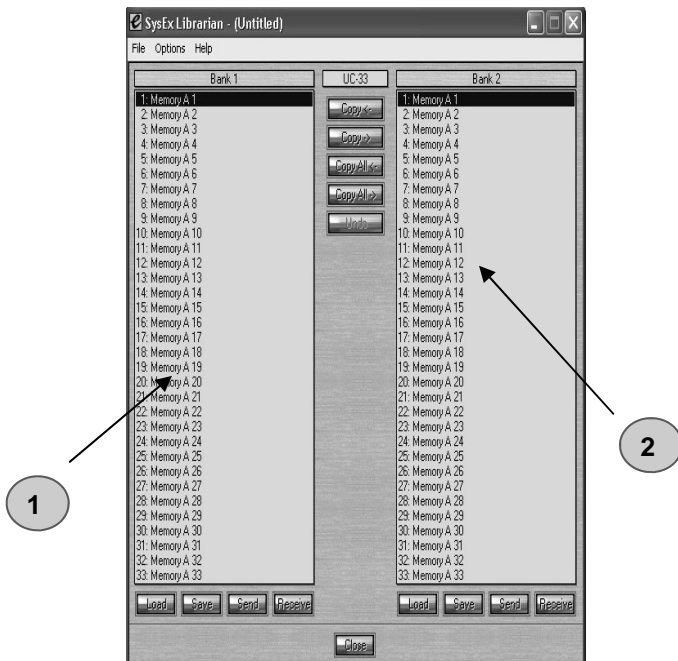 SysEx Librarian - (Untitled)
File Options Help
Bank 1 UC-33 Bank 2
1: Memory A 1
2: Memory A 2
3: Memory A 3
4: Memory A 4
5: Memory A 5
6: Memory A 6
7: Memory A 7
8: Memory A 8
9: Memory A 9
10: Memory A 10
11: Memory A 11
12: Memory A 12
13: Memory A 13
14: Memory A 14
15: Memory A 15
16: Memory A 16
17: Memory A 17
18: Memory A 18
19: Memory A 19
20: Memory A 20
21: Memory A 21
22: Memory A 22
23: Memory A 23
24: Memory A 24
25: Memory A 25
26: Memory A 26
27: Memory A 27
28: Memory A 28
29: Memory A 29
30: Memory A 30
31: Memory A 31
32: Memory A 32
33: Memory A 33
Load Save Send Receive
Copy <-
Copy ->
Copy All <-
Copy All ->
Undo
1: Memory A 1
2: Memory A 2
3: Memory A 3
4: Memory A 4
5: Memory A 5
6: Memory A 6
7: Memory A 7
8: Memory A 8
9: Memory A 9
10: Memory A 10
11: Memory A 11
12: Memory A 12
13: Memory A 13
14: Memory A 14
15: Memory A 15
16: Memory A 16
17: Memory A 17
18: Memory A 18
19: Memory A 19
20: Memory A 20
21: Memory A 21
22: Memory A 22
23: Memory A 23
24: Memory A 24
25: Memory A 25
26: Memory A 26
27: Memory A 27
28: Memory A 28
29: Memory A 29
30: Memory A 30
31: Memory A 31
32: Memory A 32
33: Memory A 33
Load Save Send Receive
Close
1
2